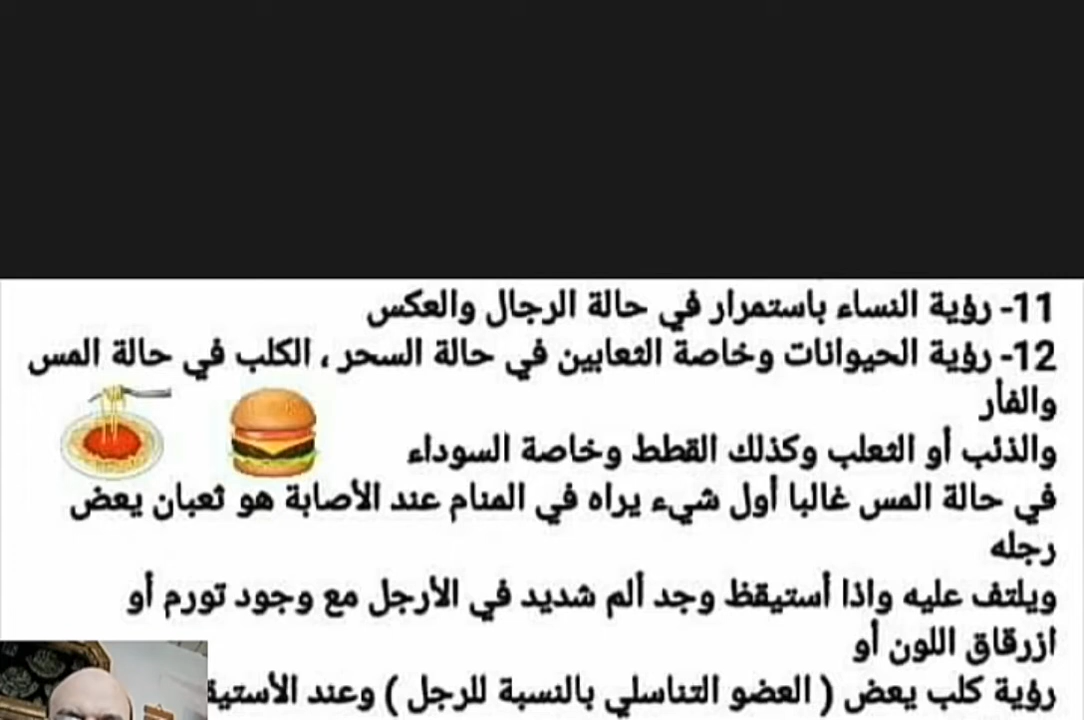 11- رؤية النساء باستمرار في حالة الرجال والعكس
12- رؤية الحيوانات وخاصة الثعابين في حالة السحر ، الكلب في حالة المس
والفأر
والذئب أو الثعلب وكذلك القطط وخاصة السوداء
في حالة المس غالبا أول شيء يراه في المنام عند الأصابة هو ثعبان يعض
رجله
ويلتف عليه واذا أستيقظ وجد ألم شديد في الأرجل مع وجود تورم أو
ازرقاق اللون أو
رؤية كلب يعض ( العضو التناسلي بالنسبة للرجل ) وعند